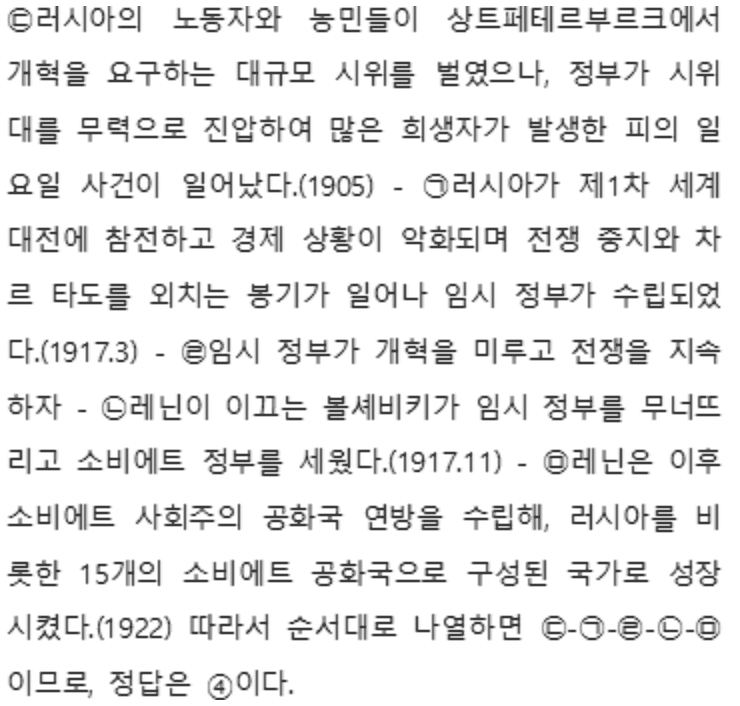 ㉢러시아의 노동자와 농민들이 상트페테르부르크에서
개혁을 요구하는 대규모 시위를 벌였으나, 정부가 시위
대를 무력으로 진압하여 많은 희생자가 발생한 피의 일
요일 사건이 일어났다.(1905) - ㉠러시아가 제1차 세계
대전에 참전하고 경제 상황이 악화되며 전쟁 중지와 차
르 타도를 외치는 봉기가 일어나 임시 정부가 수립되었
다.(1917.3) - ㉣임시 정부가 개혁을 미루고 전쟁을 지속
하자 - ㉡레닌이 이끄는 볼셰비키가 임시 정부를 무너뜨
리고 소비에트 정부를 세웠다.(1917.11) - ㉤레닌은 이후
소비에트 사회주의 공화국 연방을 수립해, 러시아를 비
롯한 15개의 소비에트 공화국으로 구성된 국가로 성장
시켰다.(1922) 따라서 순서대로 나열하면 ㉢-㉠-㉣-㉡-㉤
이므로, 정답은 ④이다.